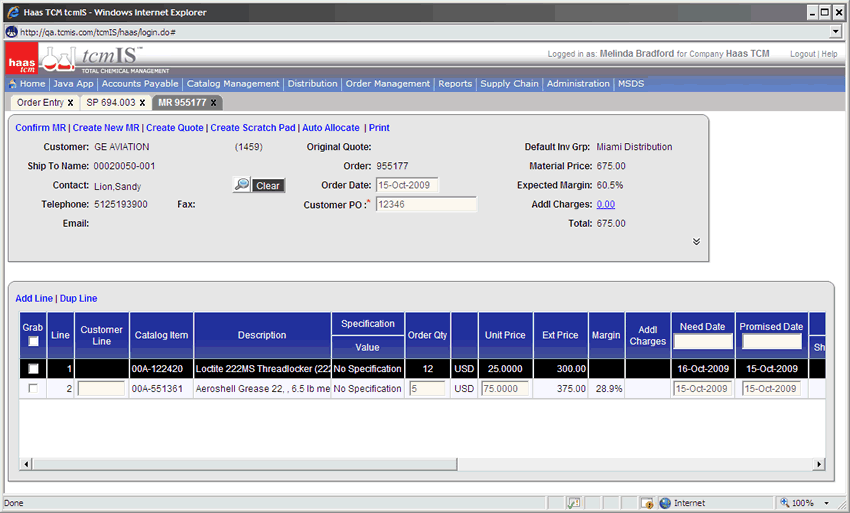 Haas TCM tcmIS - Windows Internet Explorer
http://qa.tcmis.com/tcmIS/haas/login.do#
haas tcm tcmIS™ TOTAL CHEMICAL MANAGEMENT
Logged in as: Melinda Bradford for Company Haas TCM Logout | Help
Home | Java App | Accounts Payable | Catalog Management | Distribution | Order Management | Reports | Supply Chain | Administration | MSDS
Order Entry x SP 694.003 x MR 955177 x
Confirm MR | Create New MR | Create Quote | Create Scratch Pad | Auto Allocate | Print
Customer: GE AVIATION (1459) Original Quote: Default Inv Grp: Miami Distribution
Ship To Name: 00020050-001 Order: 955177 Material Price: 675.00
Contact: Lion,Sandy Clear Order Date: 15-Oct-2009 Expected Margin: 60.5%
Telephone: 5125193900 Fax: Customer PO :* 12346 Addl Charges: 0.00
Email: Total: 675.00
Add Line | Dup Line
Grab Line Customer Line Catalog Item Description Specification Value Order Qty Unit Price Ext Price Margin Addl Charges Need Date Promised Date Sh
1 00A-122420 Loctite 222MS Threadlocker (222 No Specification 12 USD 25.0000 300.00 16-Oct-2009 15-Oct-2009
2 00A-551361 Aeroshell Grease 22, , 6.5 lb me No Specification 5 USD 75.0000 375.00 28.9% 15-Oct-2009 15-Oct-2009
Done Internet 100%